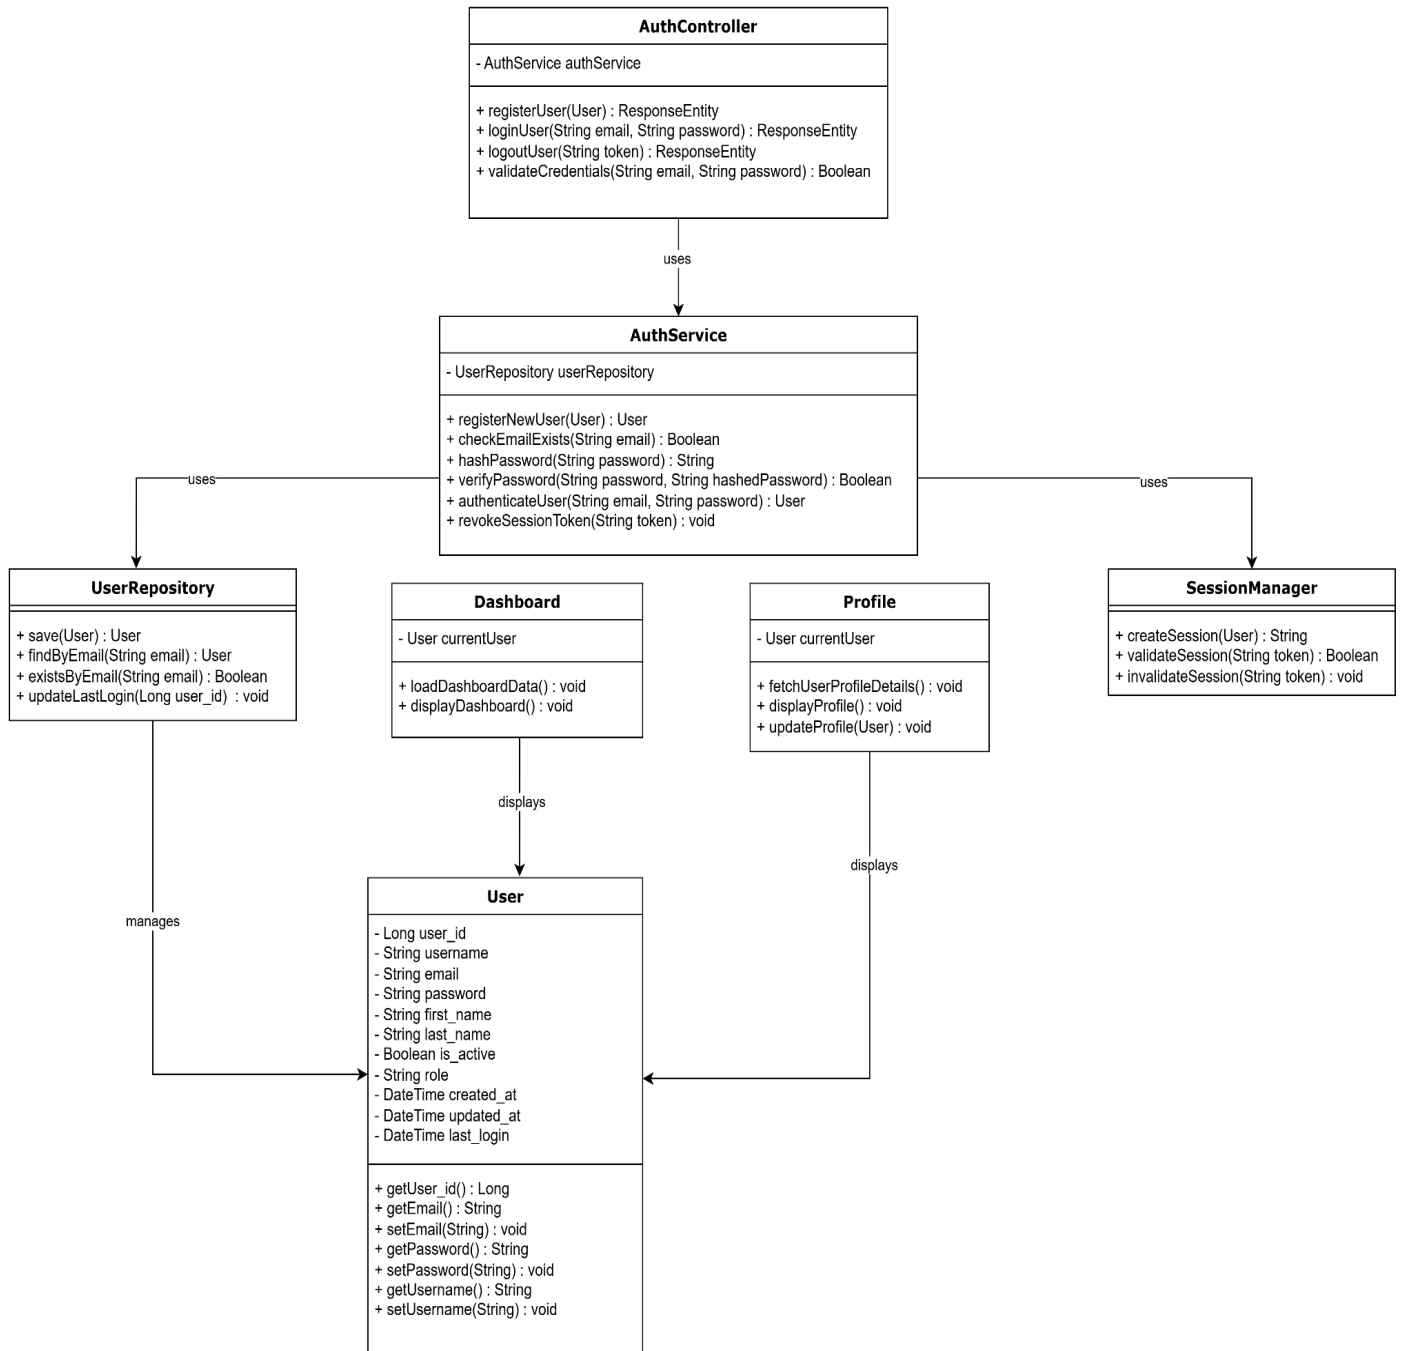 AuthController
- AuthService authService
+ registerUser(User) : ResponseEntity
+ loginUser(String email, String password) : ResponseEntity
+ logoutUser(String token) : ResponseEntity
+ validateCredentials(String email, String password) : Boolean
uses
AuthService
- UserRepository userRepository
+ registerNewUser(User) : User
+ checkEmailExists(String email) : Boolean
+ hashPassword(String password) : String
+ verifyPassword(String password, String hashedPassword) : Boolean
+ authenticateUser(String email, String password) : User
+ revokeSessionToken(String token) : void
uses
uses
UserRepository
+ save(User) : User
+ findByEmail(String email) : User
+ existsByEmail(String email) : Boolean
+ updateLastLogin(Long user_id) : void
Dashboard
- User currentUser
+ loadDashboardData() : void
+ displayDashboard() : void
Profile
- User currentUser
+ fetchUserProfileDetails() : void
+ displayProfile() : void
+ updateProfile(User) : void
SessionManager
+ createSession(User) : String
+ validateSession(String token) : Boolean
+ invalidateSession(String token) : void
displays
displays
manages
User
- Long user_id
- String username
- String email
- String password
- String first_name
- String last_name
- Boolean is_active
- String role
- DateTime created_at
- DateTime updated_at
- DateTime last_login
+ getUser_id() : Long
+ getEmail() : String
+ setEmail(String) : void
+ getPassword() : String
+ setPassword(String) : void
+ getUsername() : String
+ setUsername(String) : void